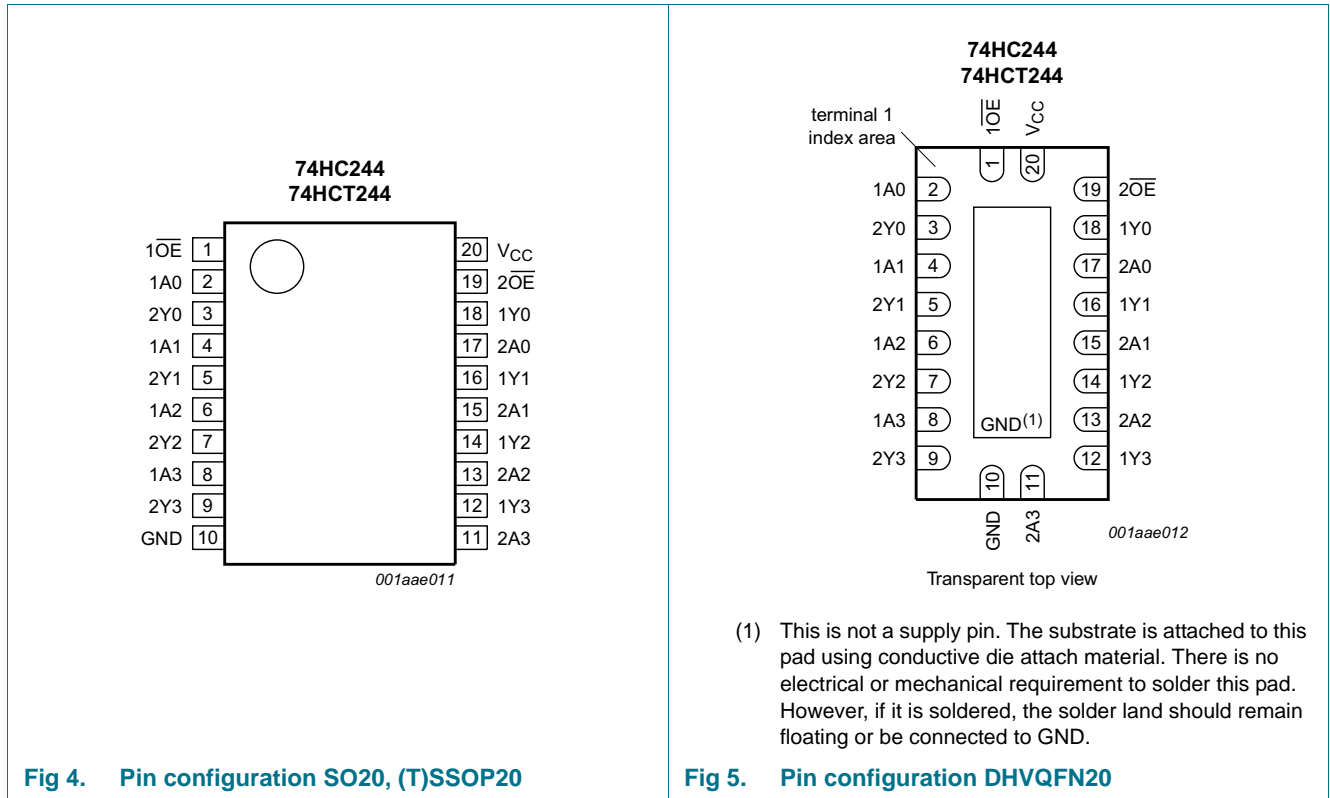 74HC244
74HCT244
1OE 1
1A0 2
2Y0 3
1A1 4
2Y1 5
1A2 6
2Y2 7
1A3 8
2Y3 9
GND 10
20 VCC
19 2OE
18 1Y0
17 2A0
16 1Y1
15 2A1
14 1Y2
13 2A2
12 1Y3
11 2A3
001aae011
Fig 4. Pin configuration SO20, (T)SSOP20
74HC244
74HCT244
terminal 1
index area
1OE
VCC
1
20
1A0 2
2Y0 3
1A1 4
2Y1 5
1A2 6
2Y2 7
1A3 8
2Y3 9
GND(1)
19 2OE
18 1Y0
17 2A0
16 1Y1
15 2A1
14 1Y2
13 2A2
12 1Y3
10
11
GND
2A3
001aae012
Transparent top view
(1) This is not a supply pin. The substrate is attached to this
pad using conductive die attach material. There is no
electrical or mechanical requirement to solder this pad.
However, if it is soldered, the solder land should remain
floating or be connected to GND.
Fig 5. Pin configuration DHVQFN20